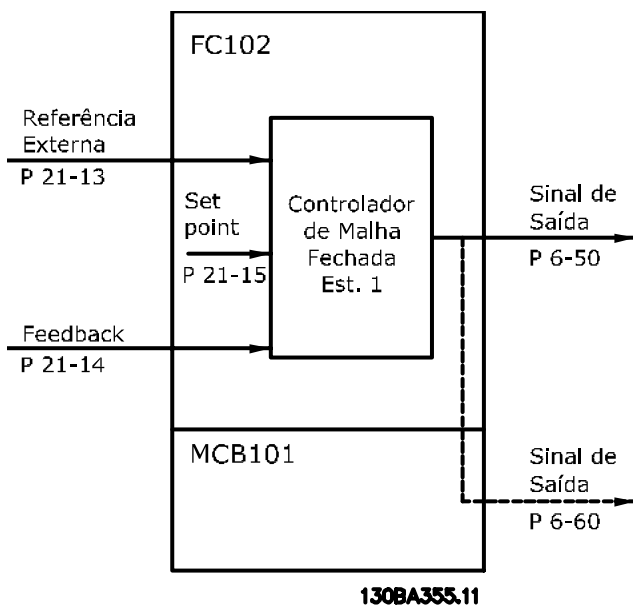 FC102
Referência
Externa
P 21-13
Set
point
P 21-15
Controlador
de Malha
Fechada
Est. 1
Sinal de
Saída
P 6-50
Feedback
P 21-14
MCB101
Sinal de
Saída
P 6-60
130BA355.11